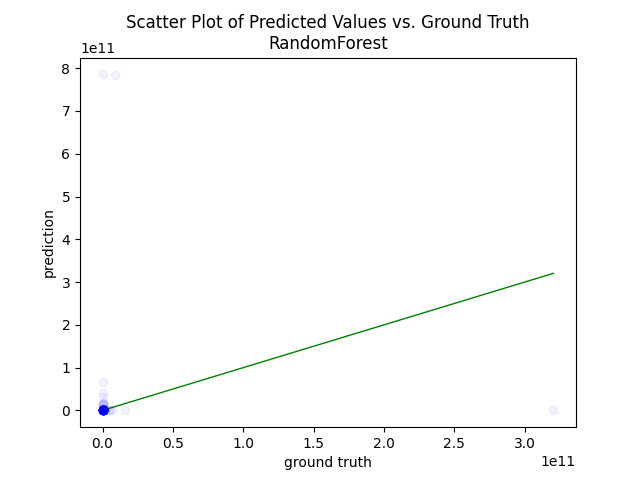 Scatter Plot of Predicted Values vs. Ground Truth
RandomForest
1e11
8
7
6
5
4
3
2
1
0
prediction
0.0 0.5 1.0 1.5 2.0 2.5 3.0
ground truth
1e11